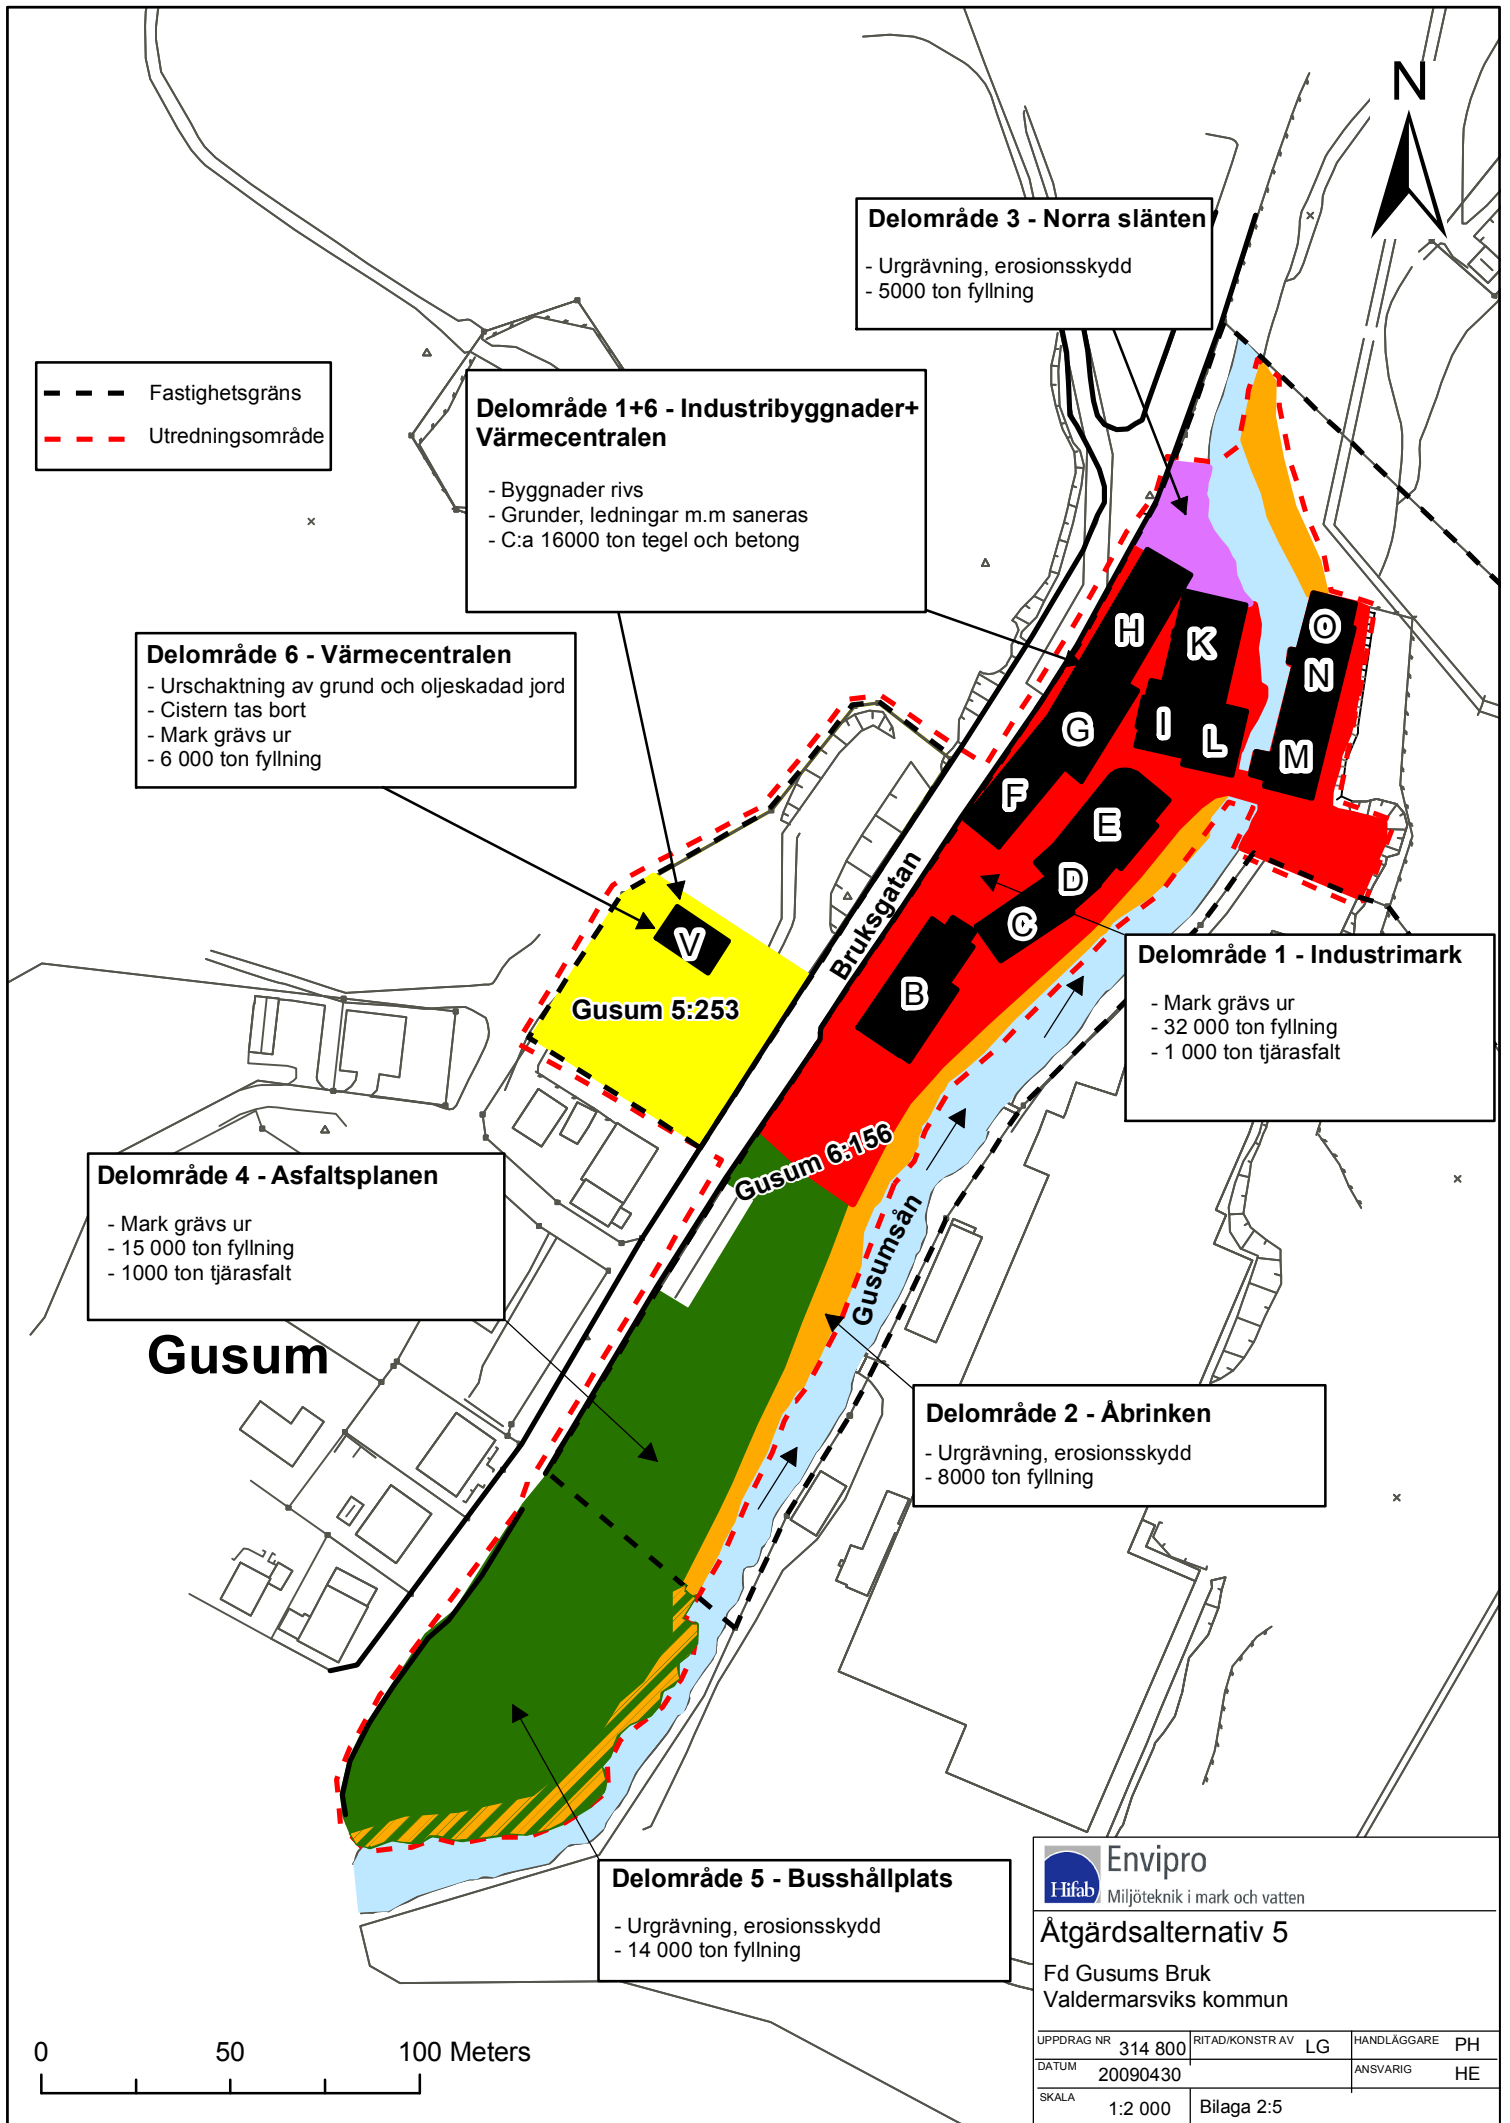 N
Delområde 3 - Norra slänten
- Urgrävning, erosionsskydd
- 5000 ton fyllning
Fastighetsgräns
Utredningsområde
Delområde 1+6 - Industribyggnader+
Värmecentralen
- Byggnader rivs
- Grunder, ledningar m.m saneras
- C:a 16000 ton tegel och betong
Delområde 6 - Värmecentralen
- Urschaktning av grund och oljeskadad jord
- Cistern tas bort
- Mark grävs ur
- 6 000 ton fyllning
H
K
O
N
G
I
L
M
F
E
D
C
B
V
Bruksgatan
Gusum 5:253
Delområde 1 - Industrimark
- Mark grävs ur
- 32 000 ton fyllning
- 1 000 ton tjärasfalt
Gusum 6:156
Gusumsån
Delområde 4 - Asfaltsplanen
- Mark grävs ur
- 15 000 ton fyllning
- 1000 ton tjärasfalt
Gusum
Delområde 2 - Åbrinken
- Urgrävning, erosionsskydd
- 8000 ton fyllning
Delområde 5 - Busshållplats
- Urgrävning, erosionsskydd
- 14 000 ton fyllning
0 50 100 Meters
Hifab Envipro
Miljöteknik i mark och vatten
Åtgärdsalternativ 5
Fd Gusums Bruk
Valdermarsviks kommun
UPPDRAG NR 314 800 RITAD/KONSTR AV LG HANDLÄGGARE PH
DATUM 20090430 ANSVARIG HE
SKALA 1:2 000 Bilaga 2:5